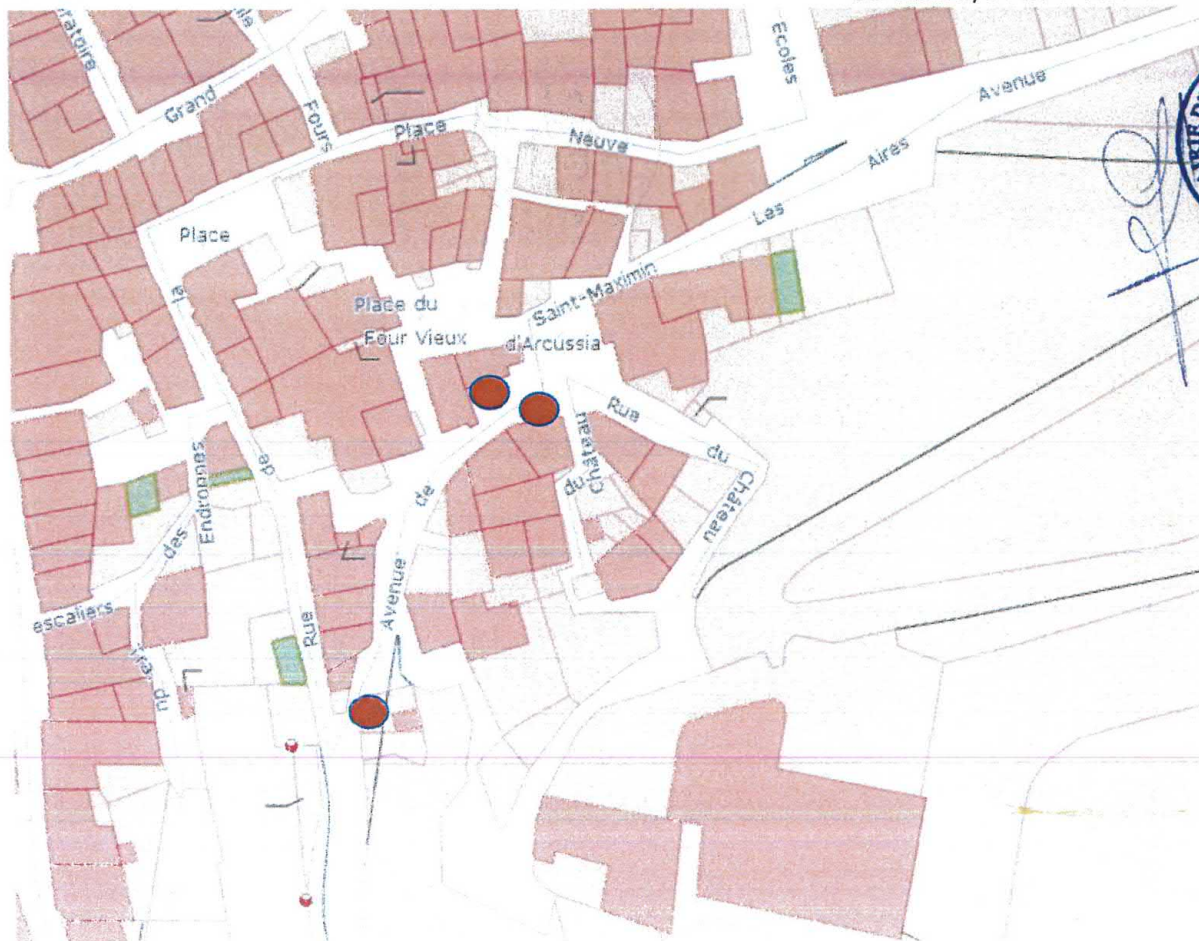 Grand
Fours
Place
Neuve
Ecoles
Avenue
Aires
Les
Saint-Maximin
Place
Place du
Four Vieux
d'Arcussia
la
de
Rue
Rue
du
Château
du
Château
de
Avenue
des
Endronnes
escaliers
du